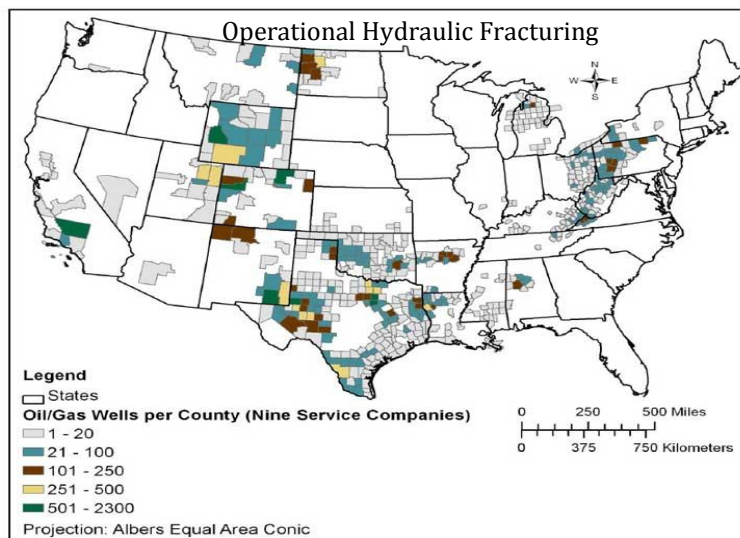 Operational Hydraulic Fracturing
N
W E
S
Legend
States
Oil/Gas Wells per County (Nine Service Companies)
1 - 20
21 - 100
101 - 250
251 - 500
501 - 2300
Projection: Albers Equal Area Conic
0 250 500 Miles
0 375 750 Kilometers